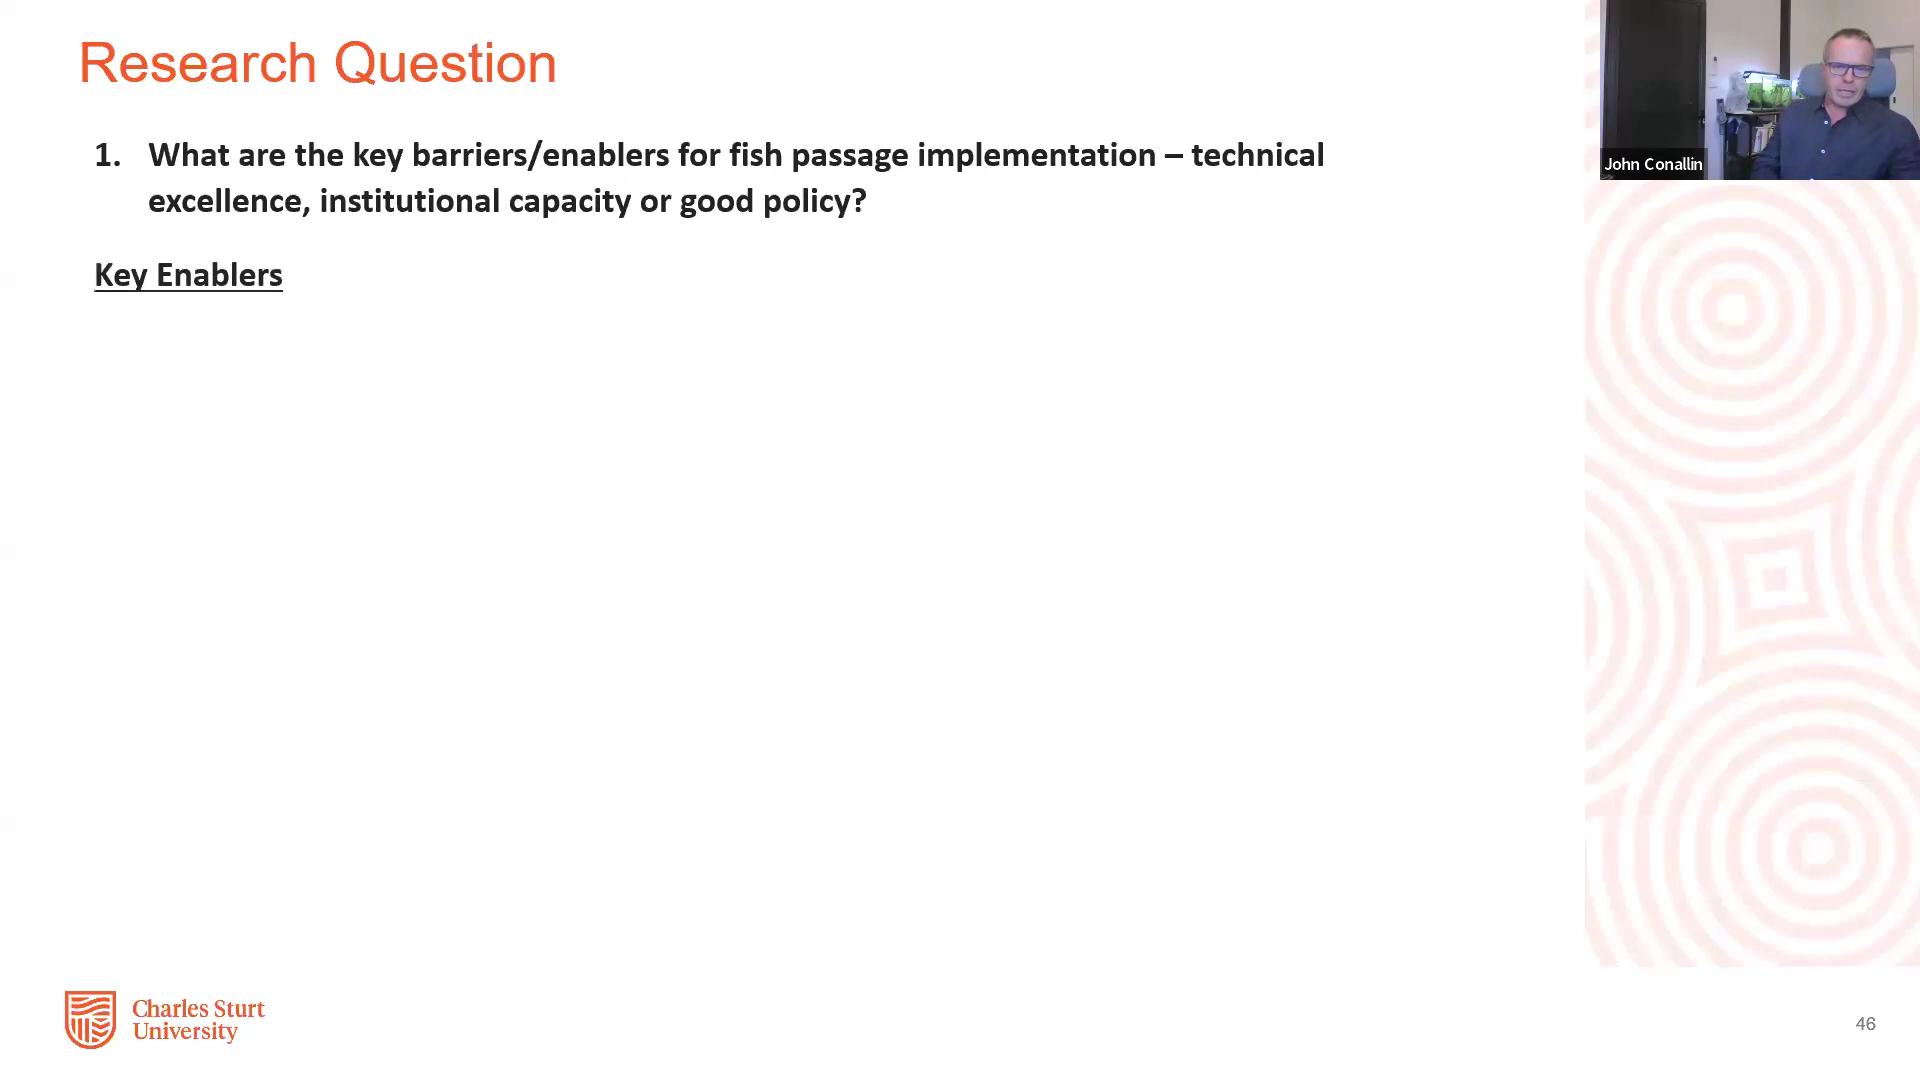 Research Question
John Conallin
1. What are the key barriers/enablers for fish passage implementation – technical
excellence, institutional capacity or good policy?
Key Enablers
Charles Sturt
University
46